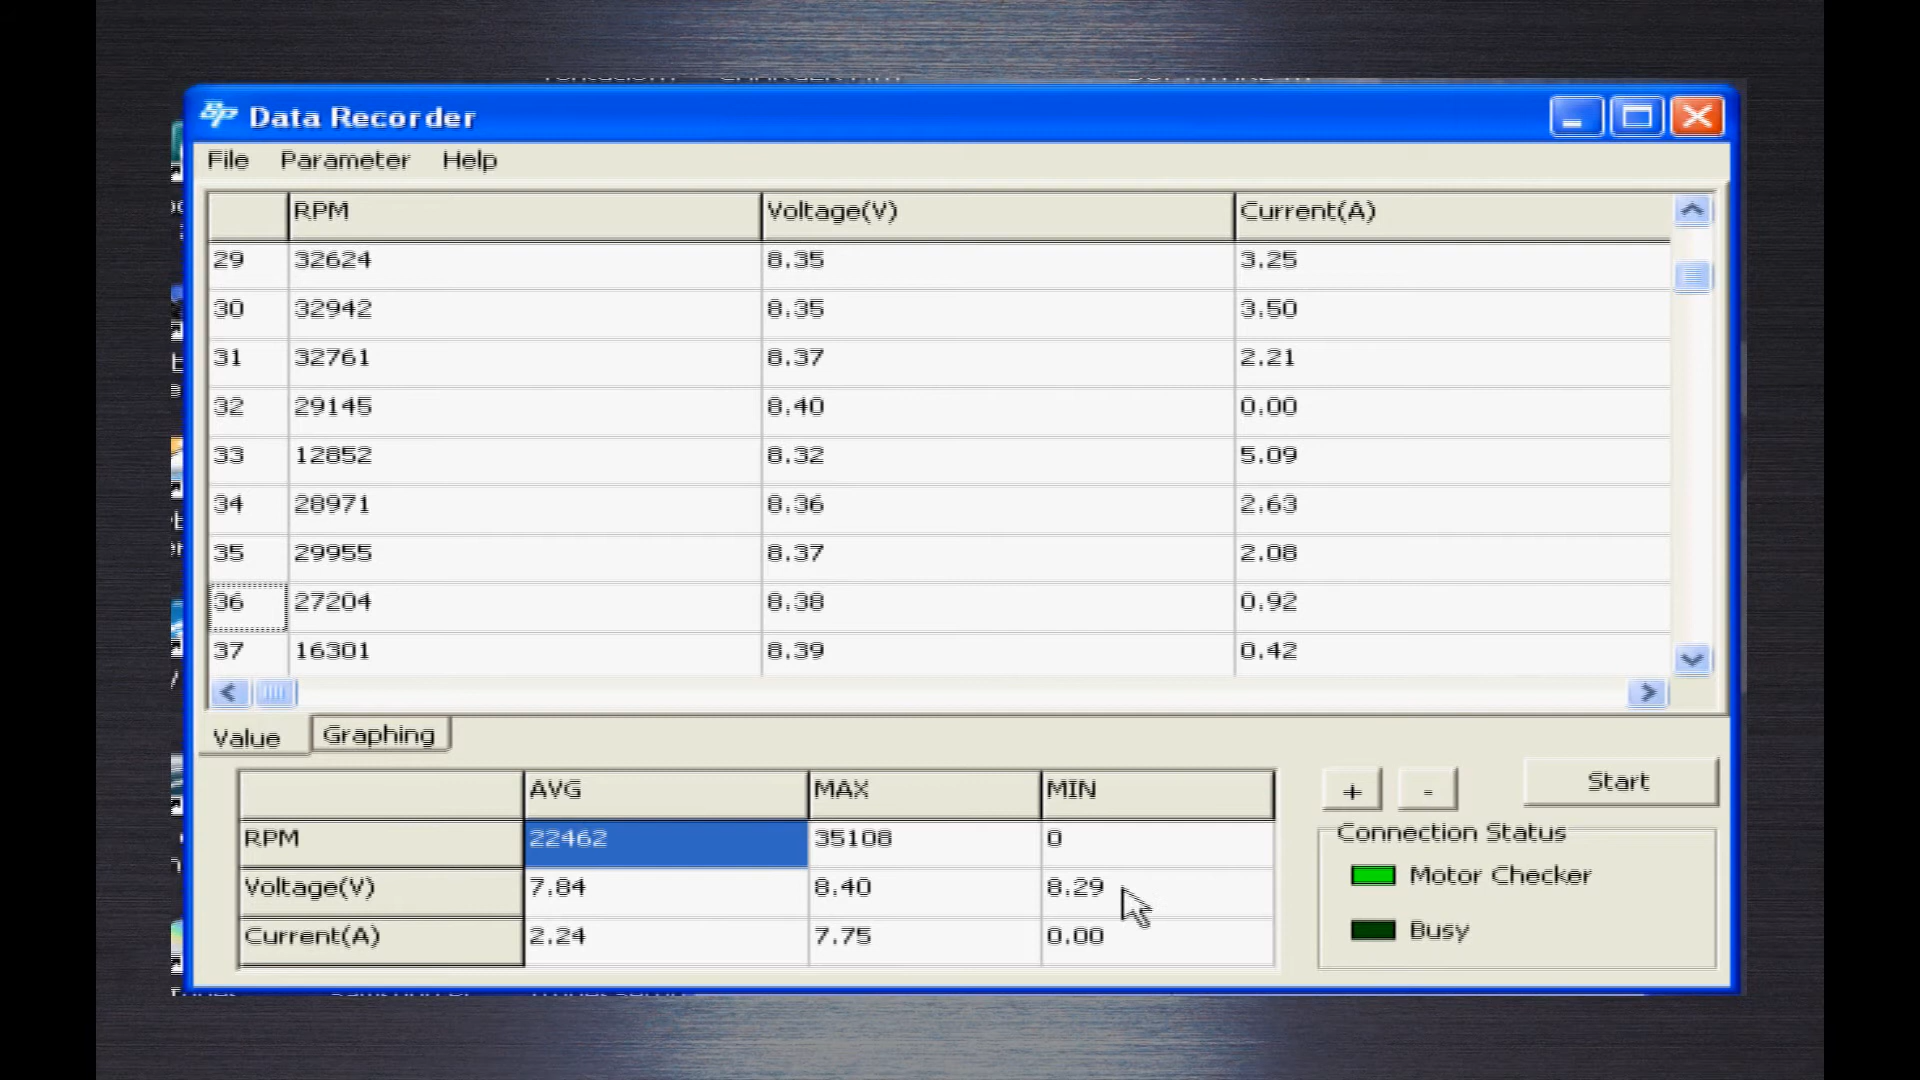 Data Recorder
File Parameter Help
RPM Voltage(V) Current(A)
29 32624 8.35 3.25
30 32942 8.35 3.50
31 32761 8.37 2.21
32 29145 8.40 0.00
33 12852 8.32 5.09
34 28971 8.36 2.63
35 29955 8.37 2.08
36 27204 8.38 0.92
37 16301 8.39 0.42
Value Graphing
AVG MAX MIN
RPM 22462 35108 0
Voltage(V) 7.84 8.40 8.29
Current(A) 2.24 7.75 0.00
+ - Start
Connection Status
Motor Checker
Busy